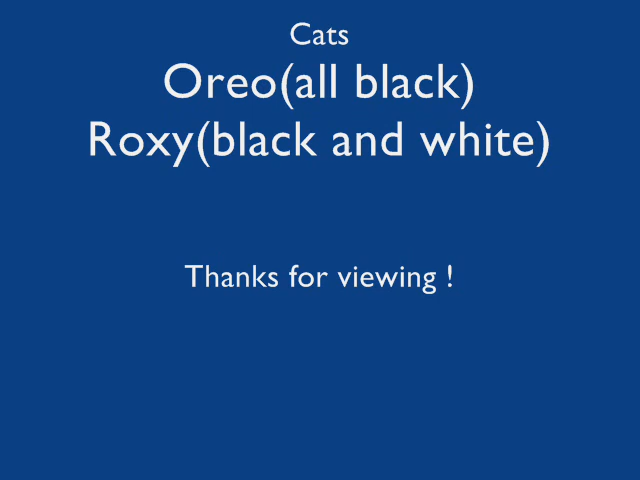 Cats
Oreo(all black)
Roxy(black and white)
Thanks for viewing !